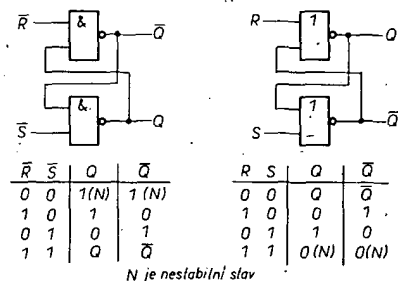 R̅ & Q̅
& Q
S̅
R 1 Q
1 Q̅
S
R̅ S̅ Q Q̅
0 0 1(N) 1(N)
1 0 1 0
0 1 0 1
1 1 Q Q̅
R S Q Q̅
0 0 Q Q̅
1 0 0 1
0 1 1 0
1 1 0(N) 0(N)
N je nestabilní stav